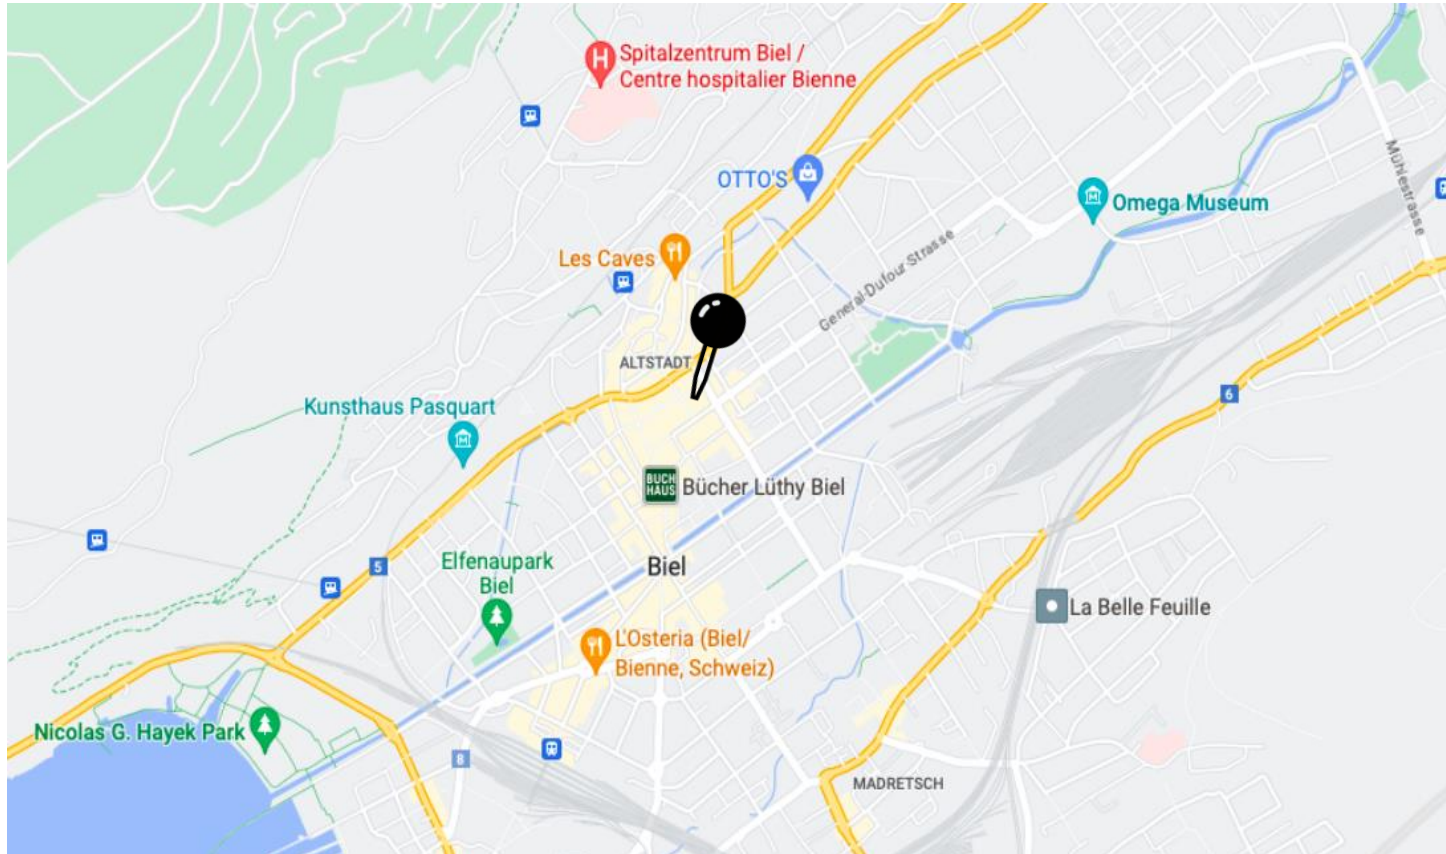 Spitalzentrum Biel /
Centre hospitalier Bienne
H
OTTO'S
Mühlestrasse
Omega Museum
M
Les Caves
General-Dufour-Strasse
ALTSTADT
6
Kunsthaus Pasquart
M
BUCH
HAUS
Bücher Lüthy Biel
5
Elfenaupark
Biel
Biel
La Belle Feuille
L'Osteria (Biel/
Bienne, Schweiz)
Nicolas G. Hayek Park
8
MADRETSCH